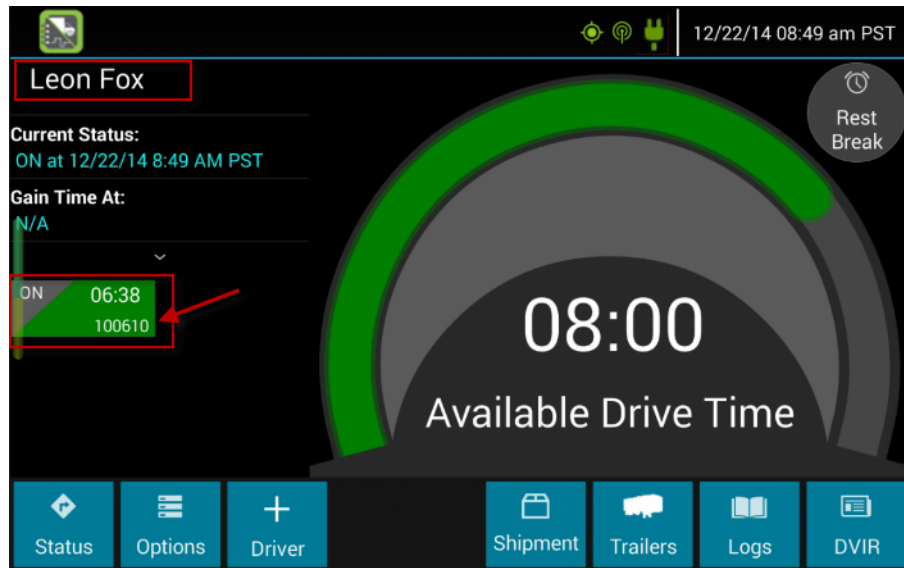 12/22/14 08:49 am PST
Leon Fox
Rest
Break
Current Status:
ON at 12/22/14 8:49 AM PST
Gain Time At:
N/A
ON 06:38
100610
08:00
Available Drive Time
Status Options Driver Shipment Trailers Logs DVIR